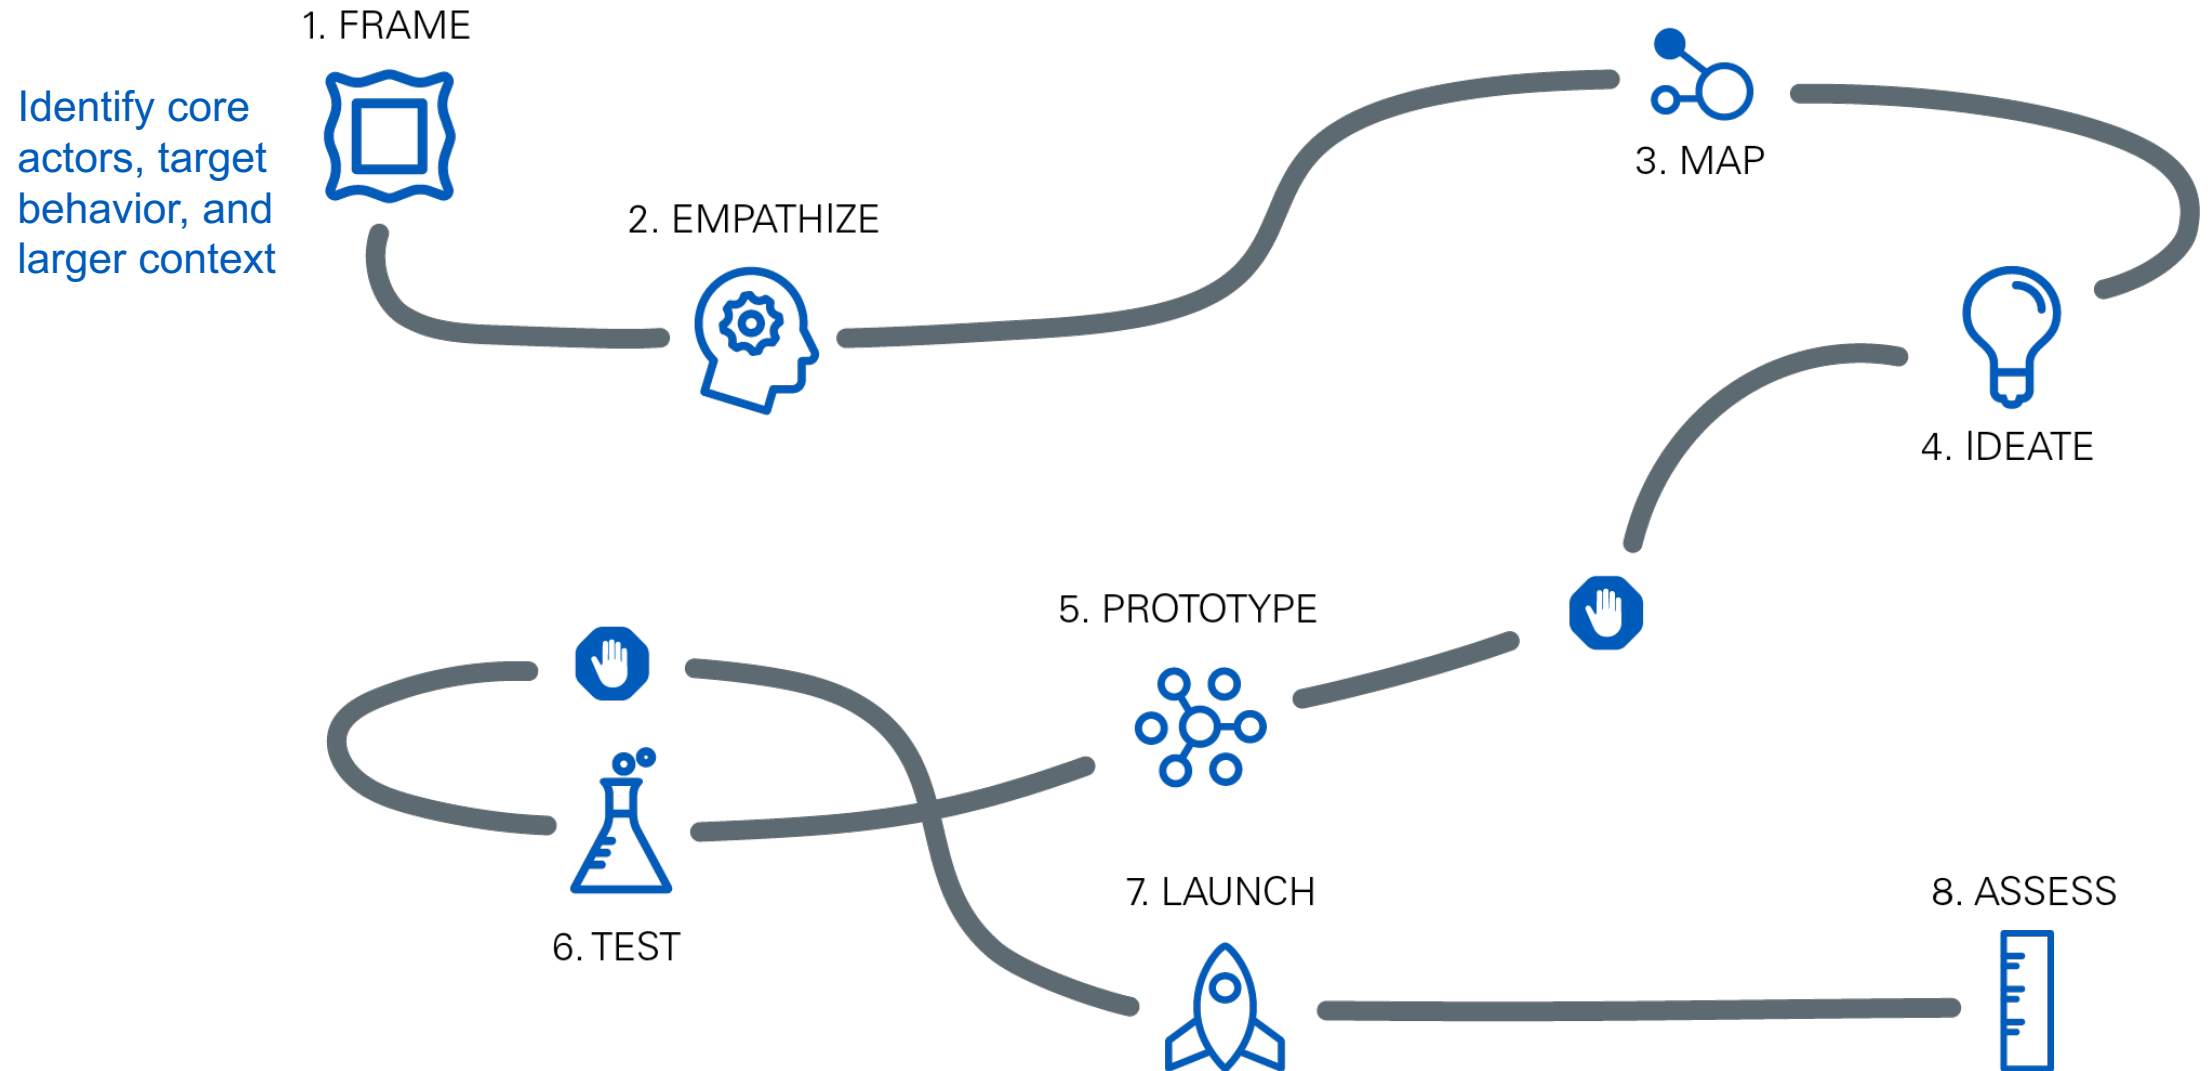 1. FRAME
Identify core
actors, target
behavior, and
larger context
2. EMPATHIZE
3. MAP
4. IDEATE
5. PROTOTYPE
6. TEST
7. LAUNCH
8. ASSESS